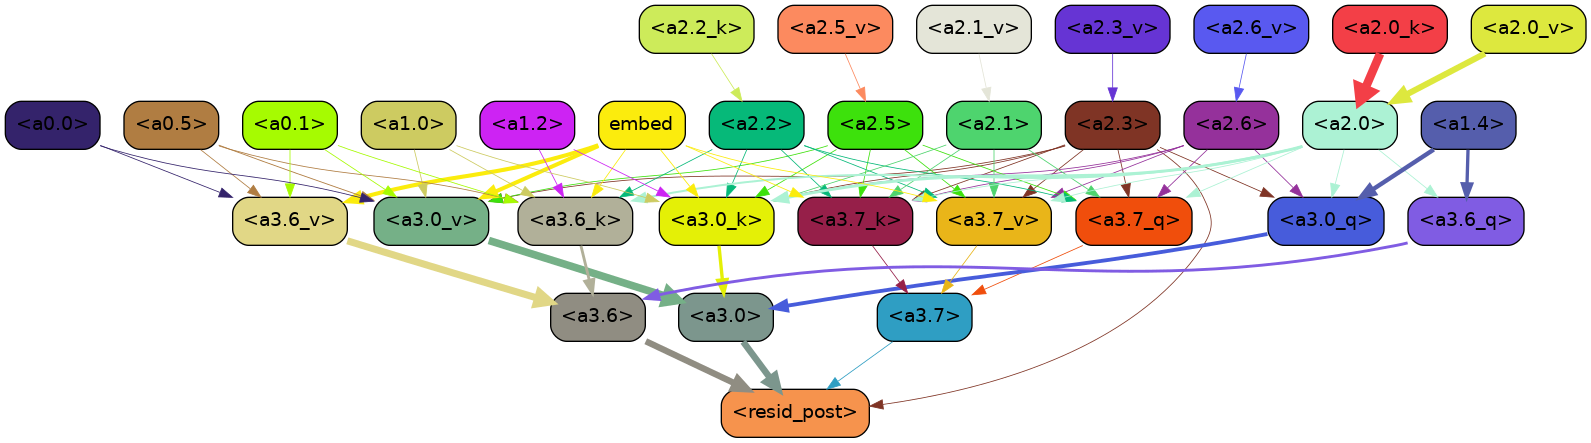 <a2.2_k> <a2.5_v> <a2.1_v> <a2.3_v> <a2.6_v> <a2.0_k> <a2.0_v>
<a0.0> <a0.5> <a0.1> <a1.0> <a1.2> embed <a2.2> <a2.5> <a2.1> <a2.3> <a2.6> <a2.0> <a1.4>
<a3.6_v> <a3.0_v> <a3.6_k> <a3.0_k> <a3.7_k> <a3.7_v> <a3.7_q> <a3.0_q> <a3.6_q>
<a3.6> <a3.0> <a3.7>
<resid_post>